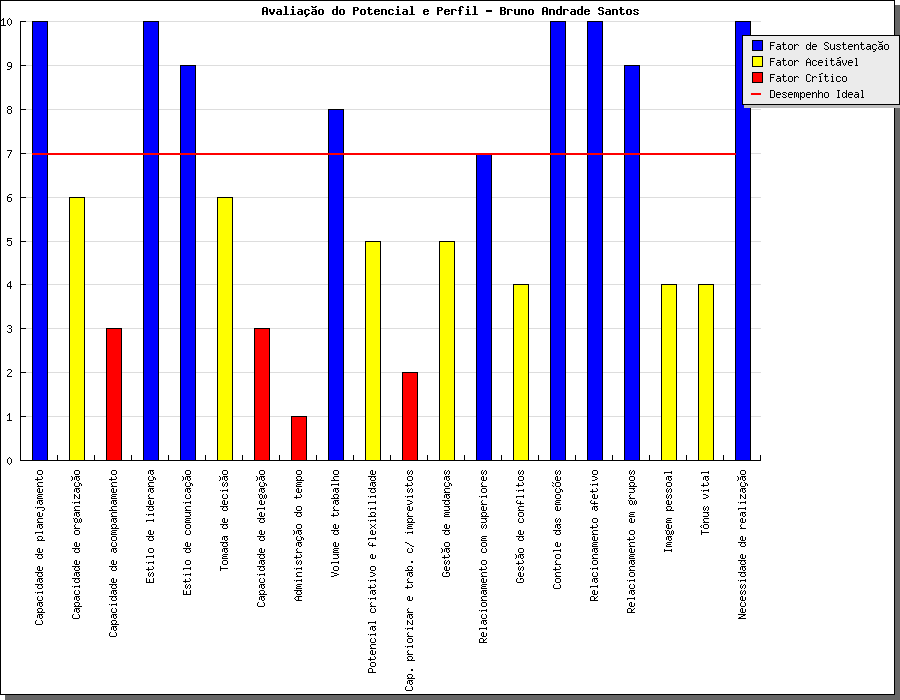 Avaliação do Potencial e Perfil - Bruno Andrade Santos
10
9
8
7
6
5
4
3
2
1
0
Fator de Sustentação
Fator Aceitável
Fator Crítico
Desempenho Ideal
Capacidade de planejamento
Capacidade de organização
Capacidade de acompanhamento
Estilo de liderança
Estilo de comunicação
Tomada de decisão
Capacidade de delegação
Administração do tempo
Volume de trabalho
Potencial criativo e flexibilidade
Cap. priorizar e trab. c/ imprevistos
Gestão de mudanças
Relacionamento com superiores
Gestão de conflitos
Controle das emoções
Relacionamento afetivo
Relacionamento em grupos
Imagem pessoal
Tônus vital
Necessidade de realização